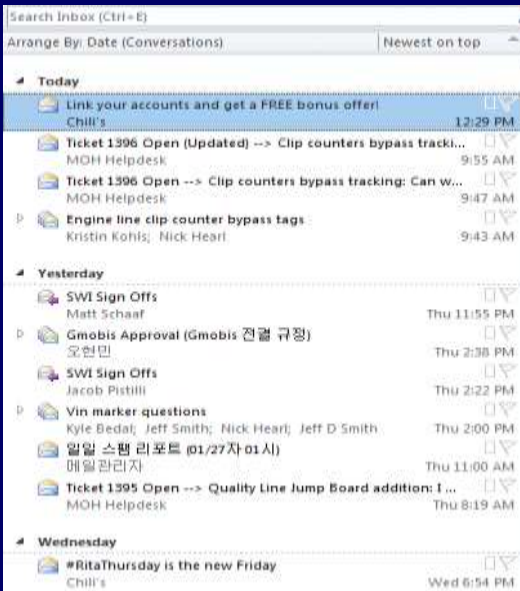 Search Inbox (Ctrl+E)
Arrange By: Date (Conversations) Newest on top
Today
Link your accounts and get a FREE bonus offer!
Chili's 12:29 PM
Ticket 1396 Open (Updated) --> Clip counters bypass tracki...
MOH Helpdesk 9:55 AM
Ticket 1396 Open --> Clip counters bypass tracking: Can w...
MOH Helpdesk 9:47 AM
Engine line clip counter bypass tags
Kristin Kohls; Nick Hearl 9:43 AM
Yesterday
SWI Sign Offs
Matt Schaaf Thu 11:55 PM
Gmobis Approval (Gmobis 전결 규정)
오현민 Thu 2:38 PM
SWI Sign Offs
Jacob Pistilli Thu 2:22 PM
Vin marker questions
Kyle Bedal; Jeff Smith; Nick Hearl; Jeff D Smith Thu 2:00 PM
일일 스팸 리포트 (01/27자 01시)
메일관리자 Thu 11:00 AM
Ticket 1395 Open --> Quality Line Jump Board addition: I ...
MOH Helpdesk Thu 8:19 AM
Wednesday
#RitaThursday is the new Friday
Chili's Wed 6:54 PM